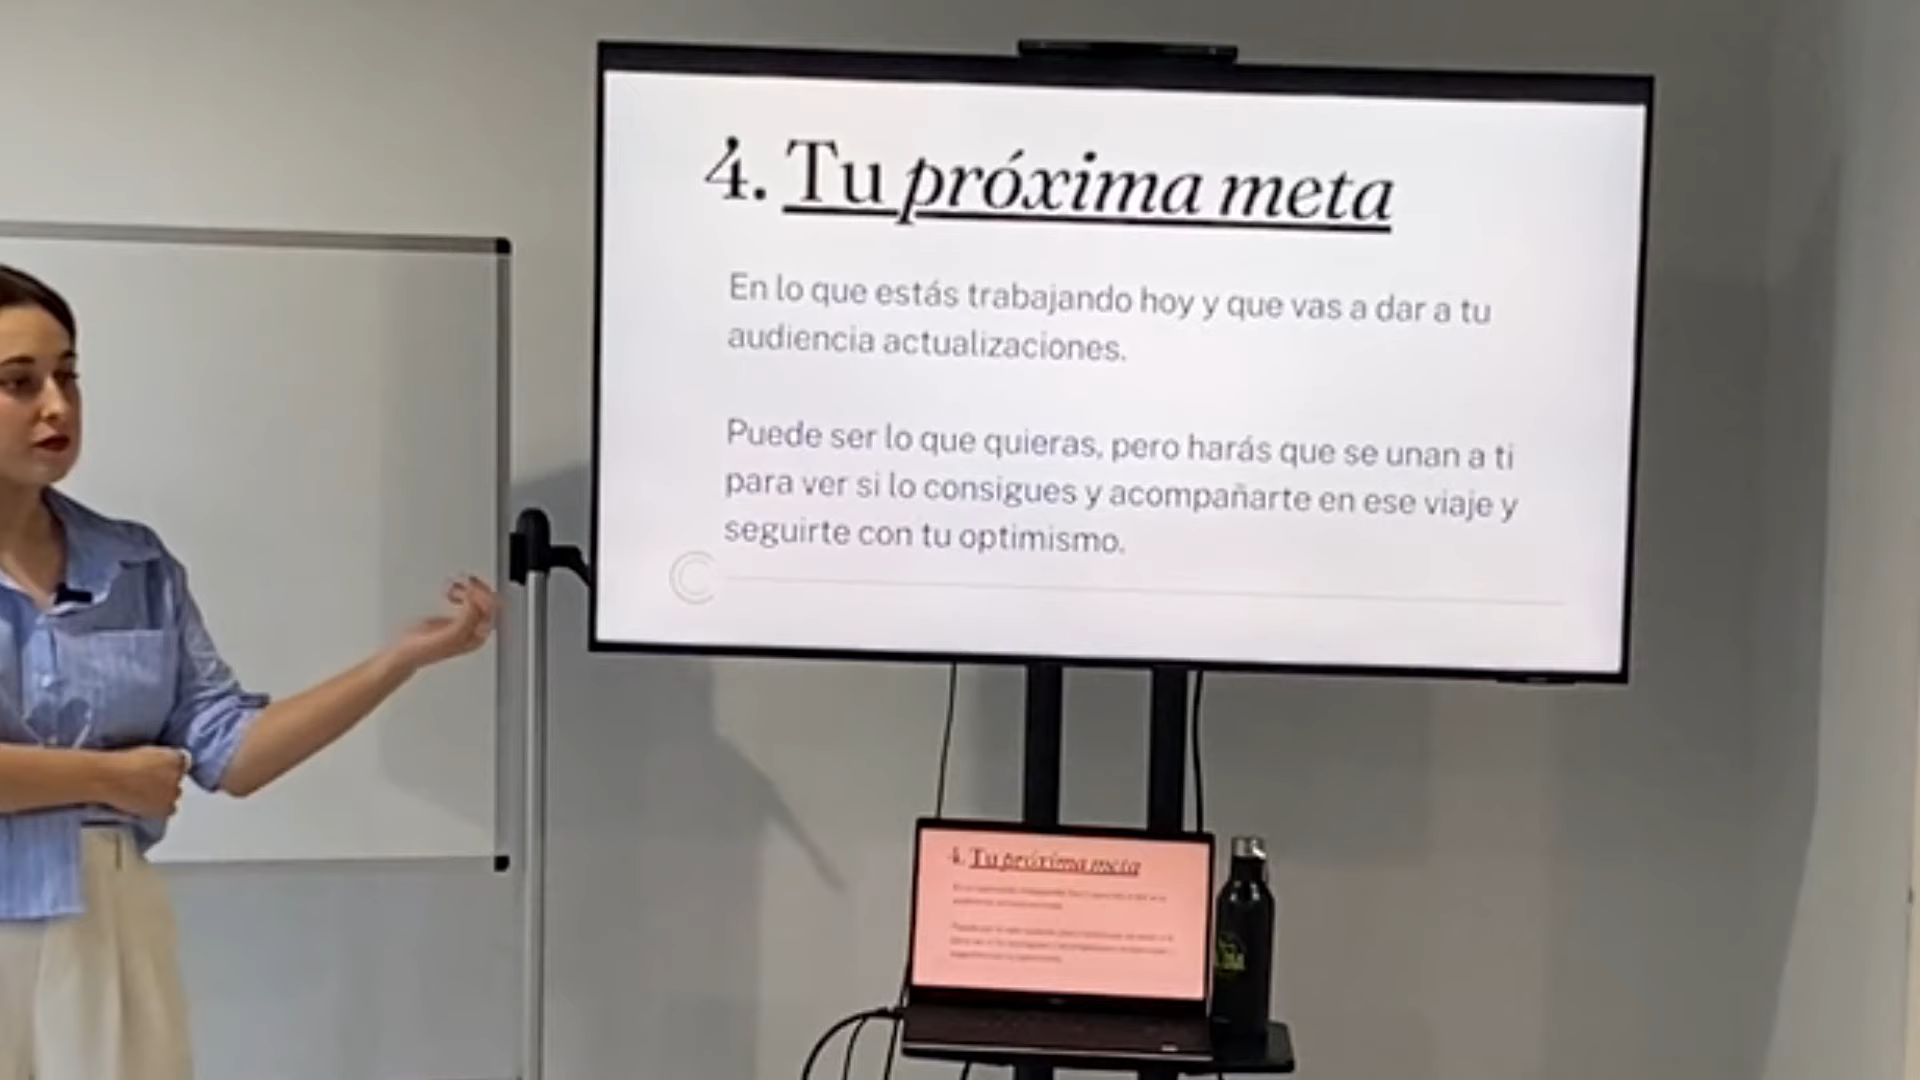 4. Tu próxima meta
En lo que estás trabajando hoy y que vas a dar a tu
audiencia actualizaciones.
Puede ser lo que quieras, pero harás que se unan a ti
para ver si lo consigues y acompañarte en ese viaje y
seguirte con tu optimismo.
4. Tu próxima meta